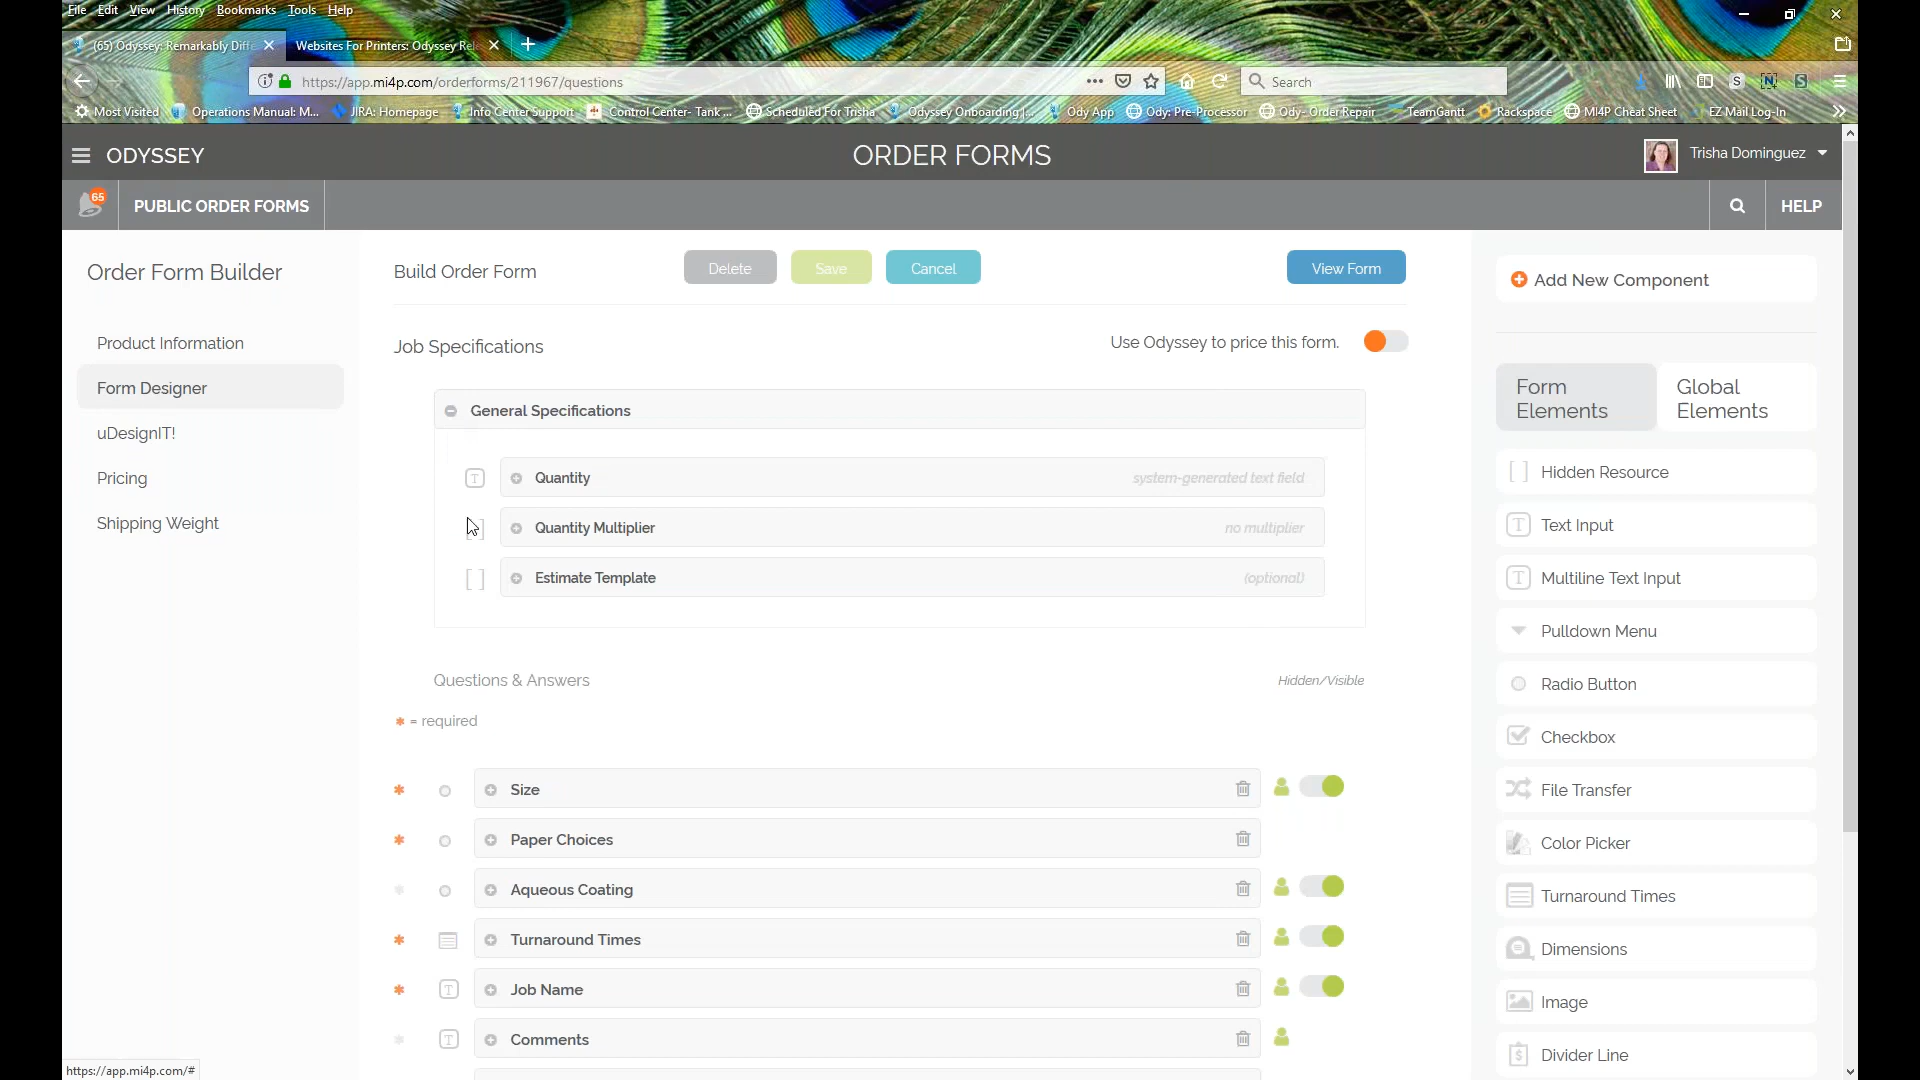 File Edit View History Bookmarks Tools Help
(65) Odyssey: Remarkably Diffe
Websites For Printers: Odyssey Rel
https://app.mi4p.com/orderforms/211967/questions
Search
Most Visited
Operations Manual: M...
JIRA: Homepage
Info Center Support
Control Center- Tank ...
Scheduled For Trisha
Odyssey Onboarding |...
Ody App
Ody: Pre-Processor
Ody- Order Repair
TeamGantt
Rackspace
MI4P Cheat Sheet
EZ Mail Log-In
ODYSSEY
ORDER FORMS
Trisha Dominguez
65
PUBLIC ORDER FORMS
HELP
Order Form Builder
Product Information
Form Designer
uDesignIT!
Pricing
Shipping Weight
Build Order Form
Delete
Save
Cancel
View Form
Job Specifications
Use Odyssey to price this form.
General Specifications
T
Quantity
system-generated text field
Quantity Multiplier
no multiplier
[ ]
Estimate Template
(optional)
Questions & Answers
Hidden/Visible
* = required
* Size
* Paper Choices
* Aqueous Coating
* Turnaround Times
* T Job Name
* T Comments
Add New Component
Form
Elements
Global
Elements
[ ] Hidden Resource
T Text Input
T Multiline Text Input
Pulldown Menu
Radio Button
Checkbox
File Transfer
Color Picker
Turnaround Times
Dimensions
Image
$ Divider Line
https://app.mi4p.com/#